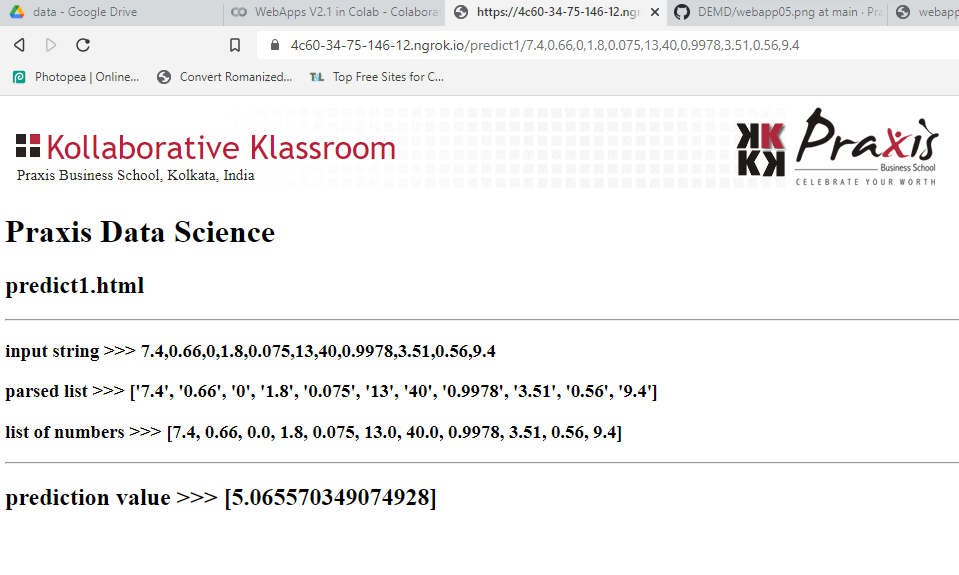 data - Google Drive
WebApps V2.1 in Colab - Colabora
https://4c60-34-75-146-12.ngr
DEMD/webapp05.png at main · Pra
webapp
4c60-34-75-146-12.ngrok.io/predict1/7.4,0.66,0,1.8,0.075,13,40,0.9978,3.51,0.56,9.4
Photopea | Online...
Convert Romanized...
Top Free Sites for C...
Kollaborative Klassroom
Praxis Business School, Kolkata, India
KK
KK
Praxis
Business School
CELEBRATE YOUR WORTH
Praxis Data Science
predict1.html
input string >>> 7.4,0.66,0,1.8,0.075,13,40,0.9978,3.51,0.56,9.4
parsed list >>> ['7.4', '0.66', '0', '1.8', '0.075', '13', '40', '0.9978', '3.51', '0.56', '9.4']
list of numbers >>> [7.4, 0.66, 0.0, 1.8, 0.075, 13.0, 40.0, 0.9978, 3.51, 0.56, 9.4]
prediction value >>> [5.065570349074928]